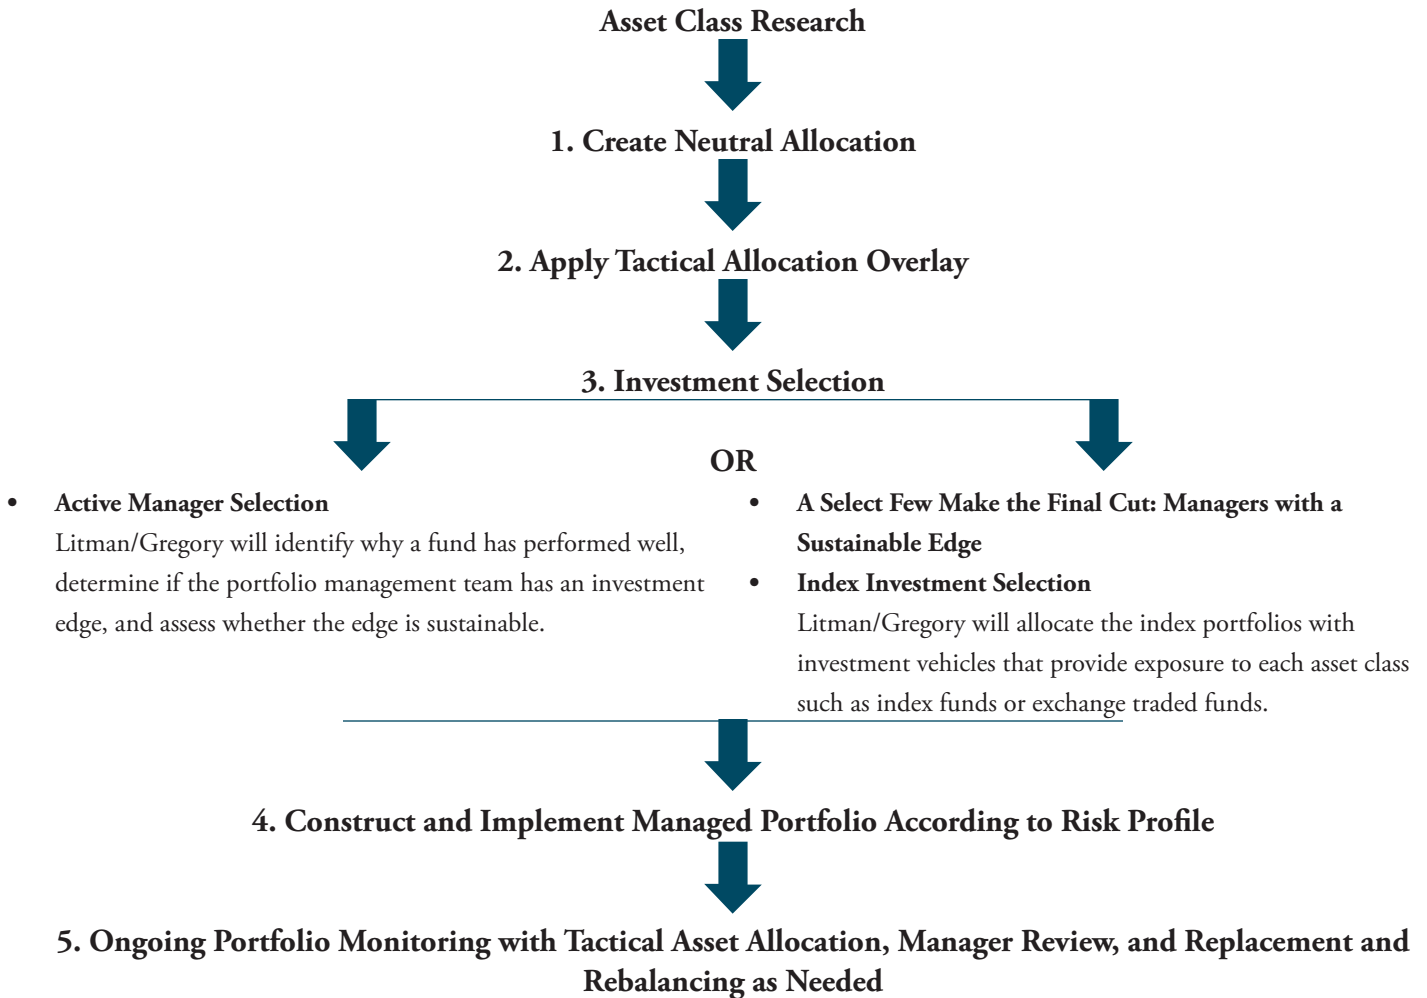 Asset Class Research
1. Create Neutral Allocation
2. Apply Tactical Allocation Overlay
3. Investment Selection
OR
• Active Manager Selection
Litman/Gregory will identify why a fund has performed well,
determine if the portfolio management team has an investment
edge, and assess whether the edge is sustainable.
• A Select Few Make the Final Cut: Managers with a
Sustainable Edge
• Index Investment Selection
Litman/Gregory will allocate the index portfolios with
investment vehicles that provide exposure to each asset class
such as index funds or exchange traded funds.
4. Construct and Implement Managed Portfolio According to Risk Profile
5. Ongoing Portfolio Monitoring with Tactical Asset Allocation, Manager Review, and Replacement and
Rebalancing as Needed